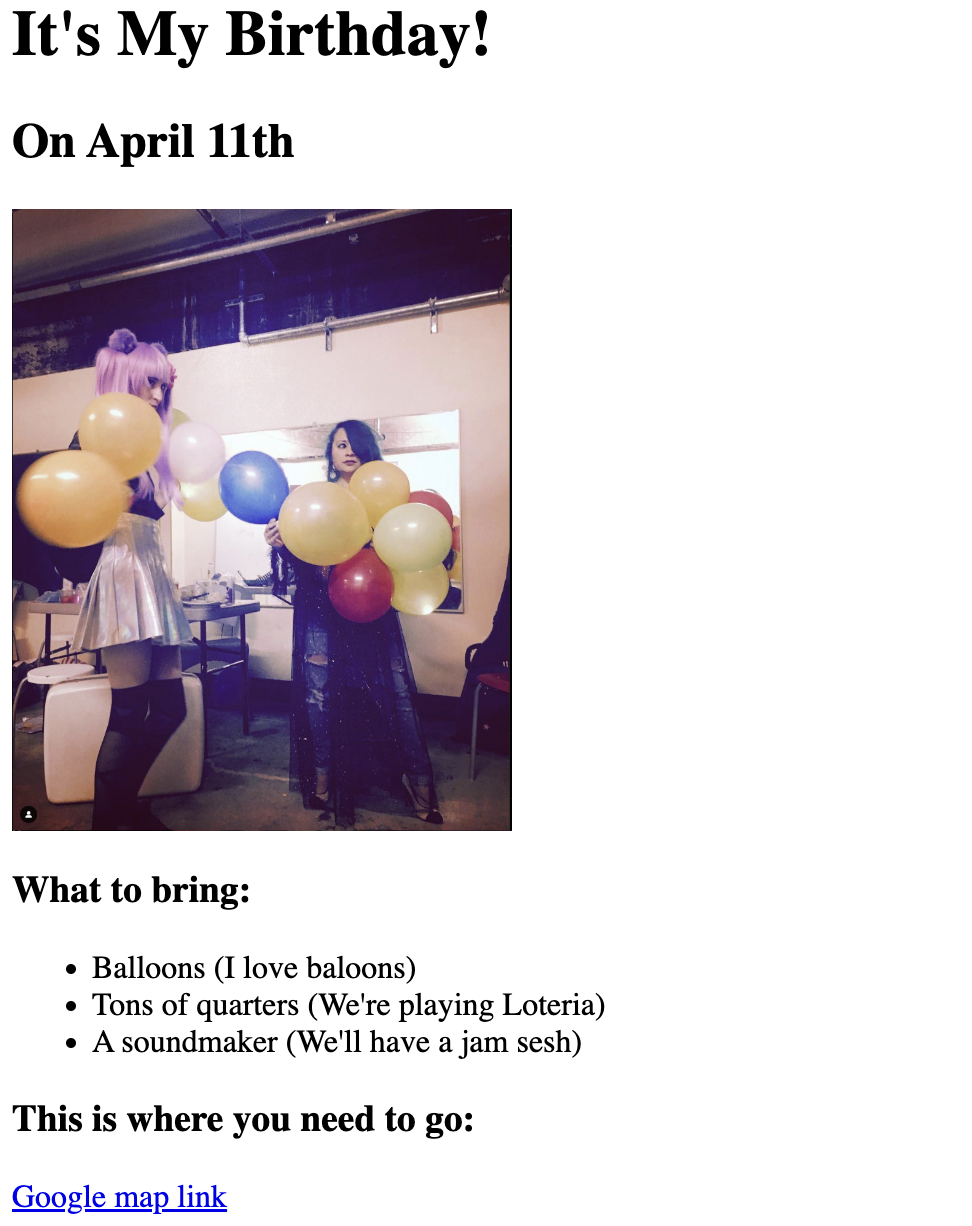 It's My Birthday!
On April 11th
What to bring:
Balloons (I love baloons)
Tons of quarters (We're playing Loteria)
A soundmaker (We'll have a jam sesh)
This is where you need to go:
Google map link